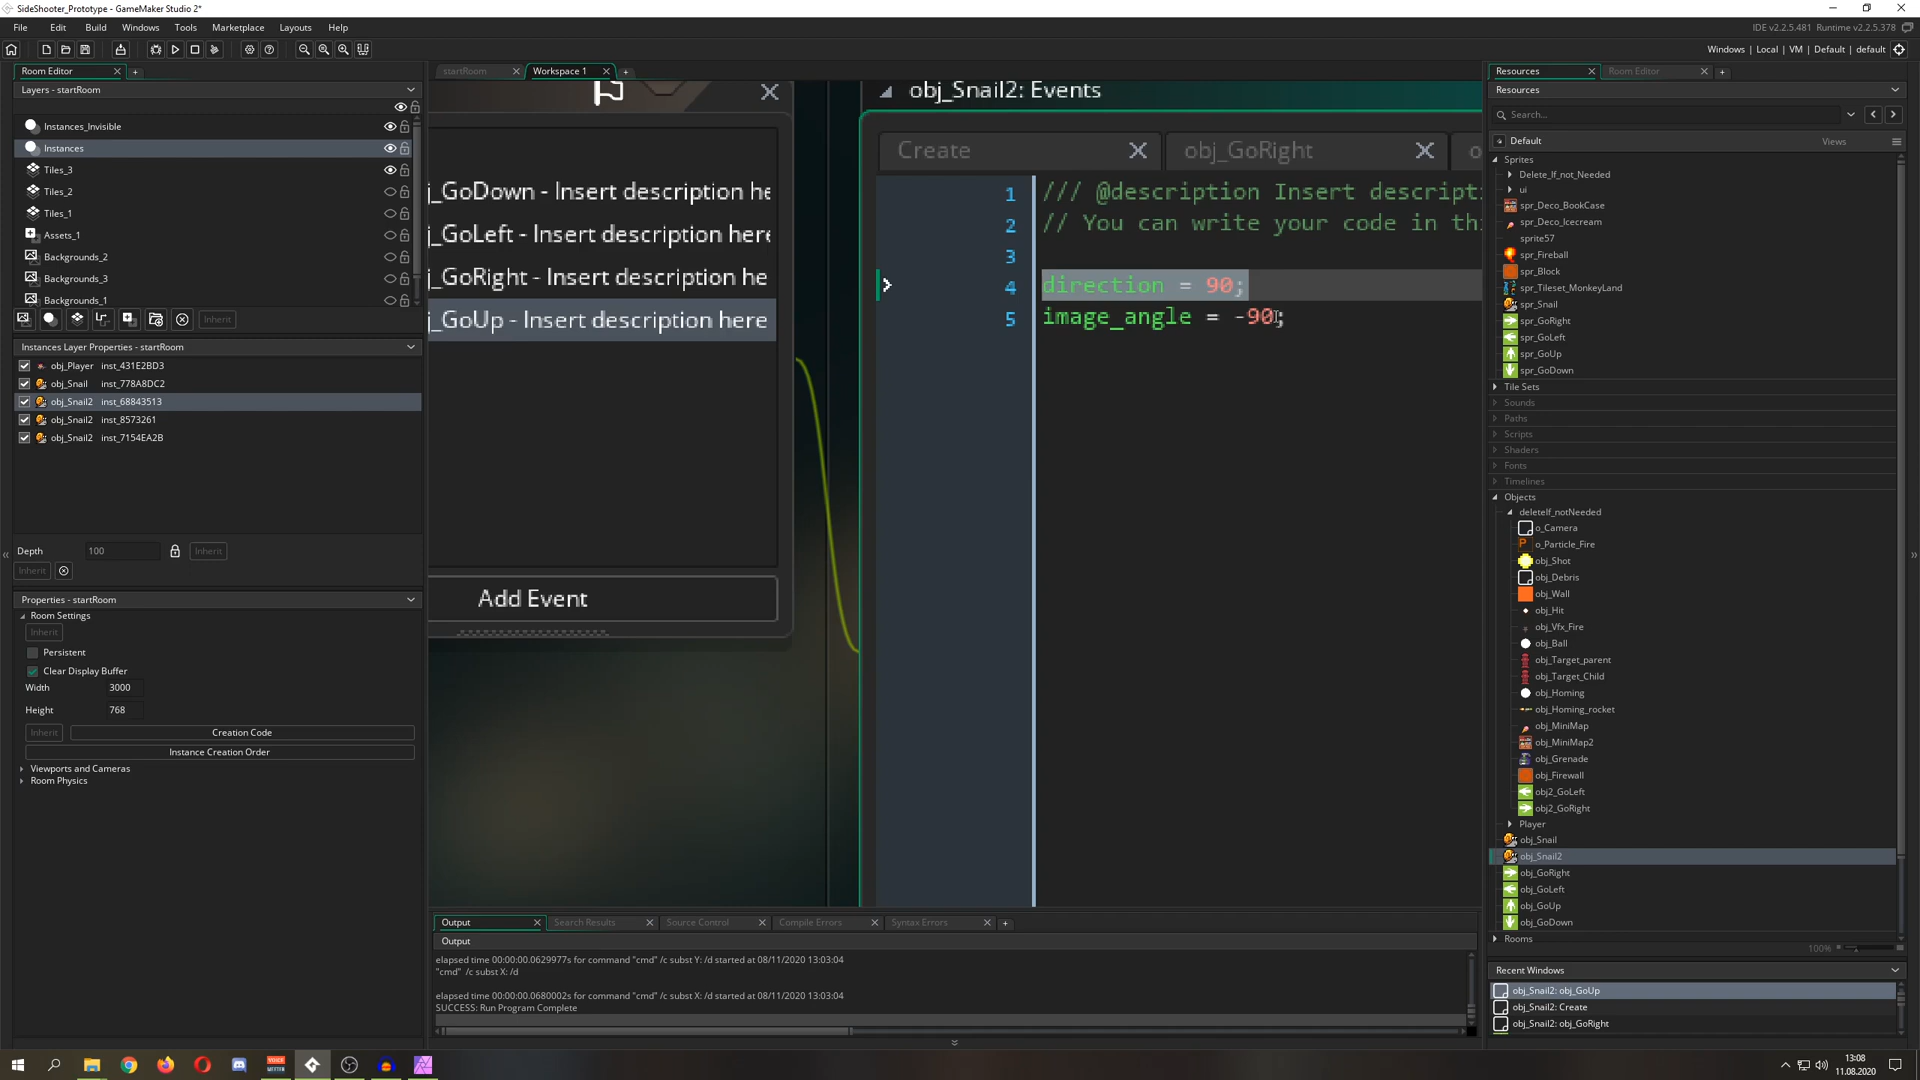 SideShooter_Prototype - GameMaker Studio 2*
File Edit Build Windows Tools Marketplace Layouts Help
IDE v2.2.5.481 Runtime v2.2.5.378
Windows | Local | VM | Default | default
Room Editor
startRoom
Workspace 1
Resources
Room Editor
Layers - startRoom
Instances_Invisible
Instances
Tiles_3
Tiles_2
Tiles_1
Assets_1
Backgrounds_2
Backgrounds_3
Backgrounds_1
Inherit
Instances Layer Properties - startRoom
obj_Player inst_431E2BD3
obj_Snail inst_778A8DC2
obj_Snail2 inst_68843513
obj_Snail2 inst_8573261
obj_Snail2 inst_7154EA2B
Depth 100 Inherit
Inherit
Properties - startRoom
Room Settings
Inherit
Persistent
Clear Display Buffer
Width 3000
Height 768
Inherit Creation Code
Instance Creation Order
Viewports and Cameras
Room Physics
j_GoDown - Insert description he
j_GoLeft - Insert description here
j_GoRight - Insert description he
j_GoUp - Insert description here
Add Event
obj_Snail2: Events
Create
obj_GoRight
o
1 /// @description Insert descripti
2 // You can write your code in thi
3
4 direction = 90;
5 image_angle = -90;
Output
Search Results
Source Control
Compile Errors
Syntax Errors
Output
elapsed time 00:00:00.0629977s for command "cmd" /c subst Y: /d started at 08/11/2020 13:03:04
"cmd" /c subst X: /d
elapsed time 00:00:00.0680002s for command "cmd" /c subst X: /d started at 08/11/2020 13:03:04
SUCCESS: Run Program Complete
Resources
Search...
Default
Views
Sprites
Delete_If_not_Needed
ui
spr_Deco_BookCase
spr_Deco_Icecream
sprite57
spr_Fireball
spr_Block
spr_Tileset_MonkeyLand
spr_Snail
spr_GoRight
spr_GoLeft
spr_GoUp
spr_GoDown
Tile Sets
Sounds
Paths
Scripts
Shaders
Fonts
Timelines
Objects
deleteIf_notNeeded
o_Camera
o_Particle_Fire
obj_Shot
obj_Debris
obj_Wall
obj_Hit
obj_Vfx_Fire
obj_Ball
obj_Target_parent
obj_Target_Child
obj_Homing
obj_Homing_rocket
obj_MiniMap
obj_MiniMap2
obj_Grenade
obj_Firewall
obj2_GoLeft
obj2_GoRight
Player
obj_Snail
obj_Snail2
obj_GoRight
obj_GoLeft
obj_GoUp
obj_GoDown
Rooms
100%
Recent Windows
obj_Snail2: obj_GoUp
obj_Snail2: Create
obj_Snail2: obj_GoRight
13:08
11.08.2020